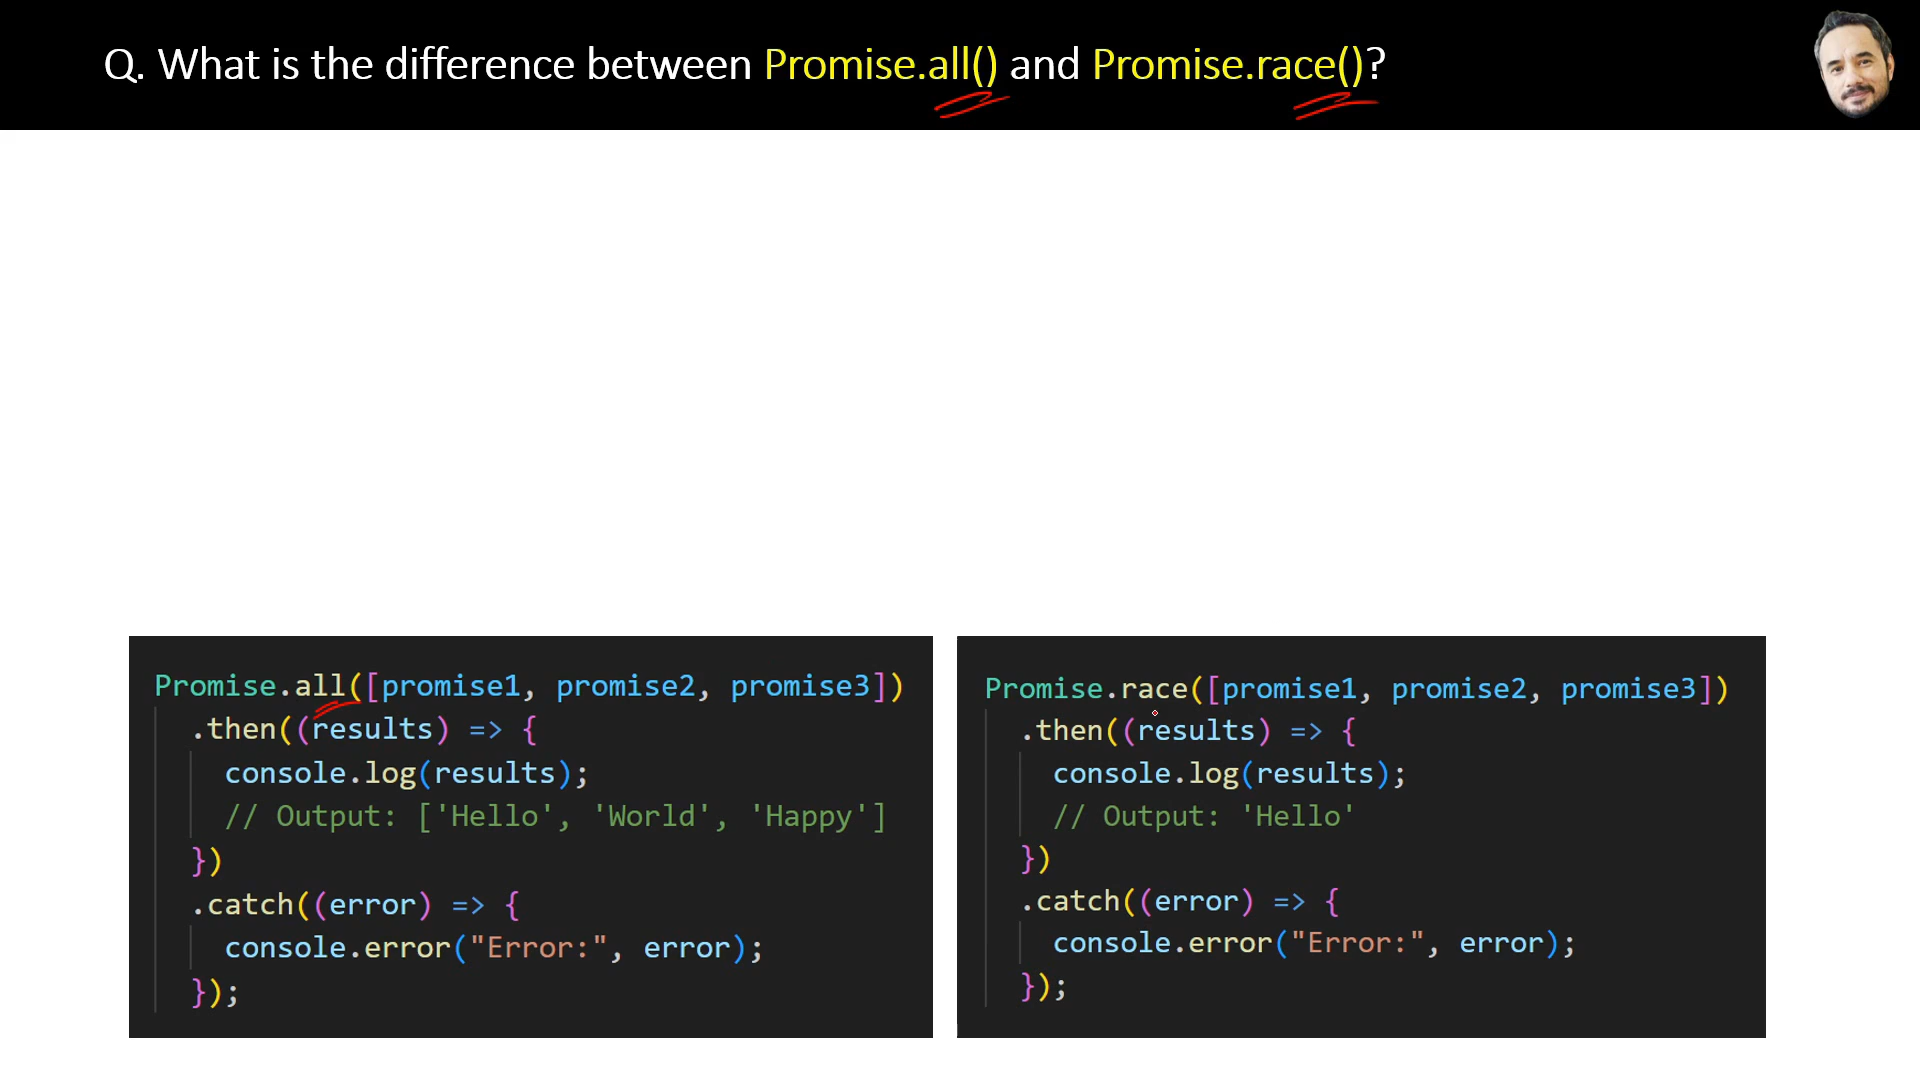 Q. What is the difference between Promise.all() and Promise.race()?
Promise.all([promise1, promise2, promise3])
.then((results) => {
console.log(results);
// Output: ['Hello', 'World', 'Happy']
})
.catch((error) => {
console.error("Error:", error);
});
Promise.race([promise1, promise2, promise3])
.then((results) => {
console.log(results);
// Output: 'Hello'
})
.catch((error) => {
console.error("Error:", error);
});